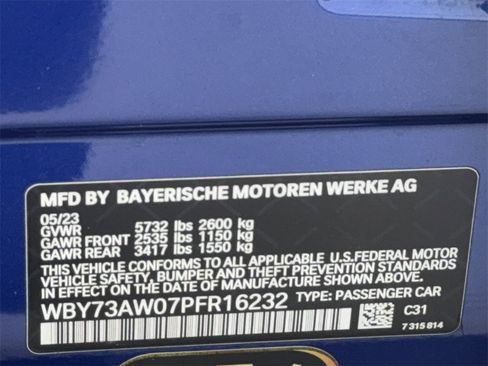 MFD BY BAYERISCHE MOTOREN WERKE AG
05/23
GVWR 5732 lbs 2600 kg
GAWR FRONT 2535 lbs 1150 kg
GAWR REAR 3417 lbs 1550 kg
THIS VEHICLE CONFORMS TO ALL APPLICABLE U.S.FEDERAL MOTOR
VEHICLE SAFETY, BUMPER AND THEFT PREVENTION STANDARDS
IN EFFECT ON THE DATE OF MANUFACTURE SHOWN ABOVE.
WBY73AW07PFR16232 TYPE: PASSENGER CAR
C31
7 315 814